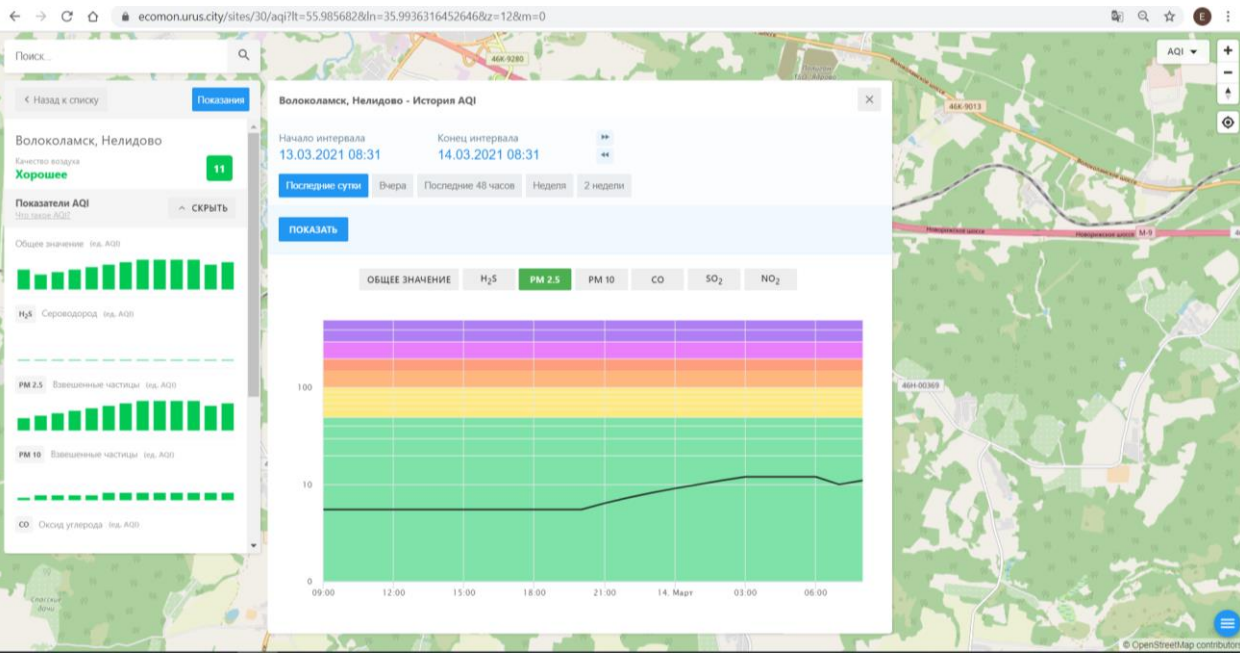 ecomon.urus.city/sites/30/aqi?lt=55.985682&ln=35.9936316452646&z=12&m=0
E
Поиск...
AQI
46К-9280
46К-9013
Волоколамское шоссе
Новорижское шоссе
Новорижское шоссе
М-9
46Н-00369
Спасские дачи
< Назад к списку
Показания
Волоколамск, Нелидово
Качество воздуха
Хорошее
11
Показатели AQI
Что такое AQI?
СКРЫТЬ
Общее значение (ед. AQI)
H₂S Сероводород (ед. AQI)
PM 2.5 Взвешенные частицы (ед. AQI)
PM 10 Взвешенные частицы (ед. AQI)
CO Оксид углерода (ед. AQI)
Волоколамск, Нелидово - История AQI
Начало интервала Конец интервала
13.03.2021 08:31 14.03.2021 08:31
Последние сутки Вчера Последние 48 часов Неделя 2 недели
ПОКАЗАТЬ
ОБЩЕЕ ЗНАЧЕНИЕ H₂S PM 2.5 PM 10 CO SO₂ NO₂
100
10
0
09:00 12:00 15:00 18:00 21:00 14. Март 03:00 06:00
© OpenStreetMap contributors